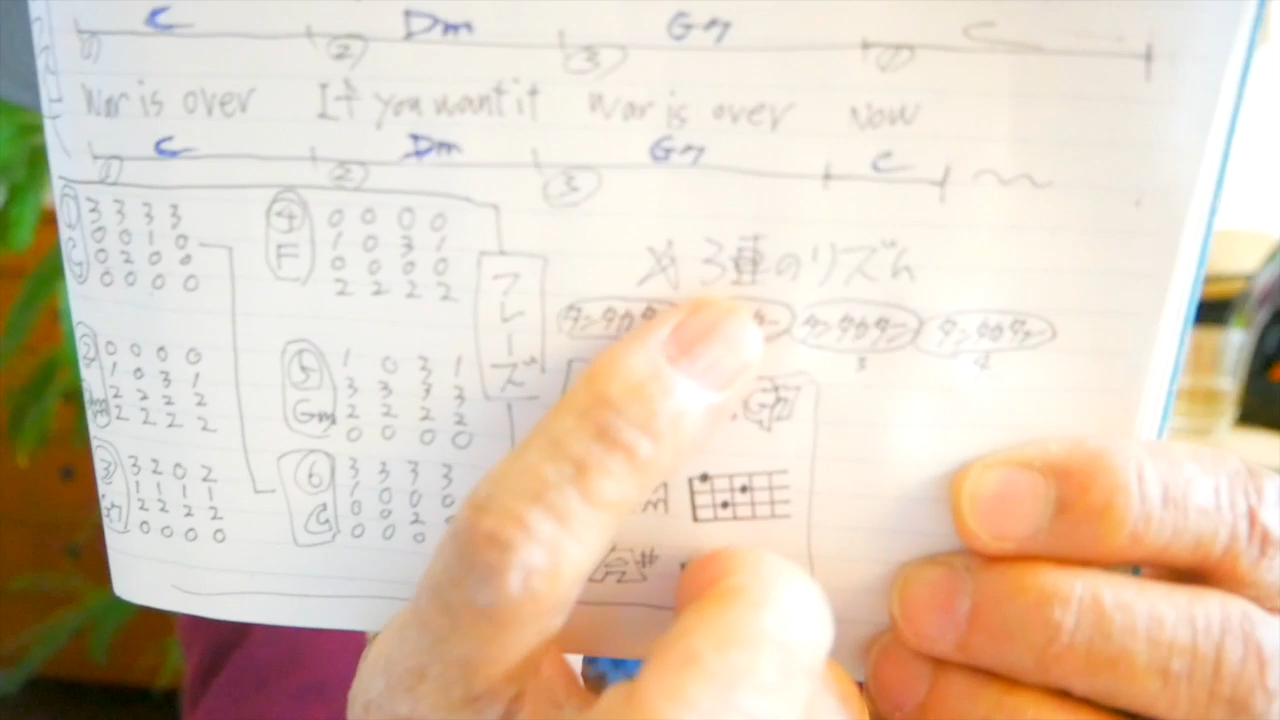 C Dm G7 C
① ② ③ ①
War is over If you want it War is over Now
C Dm G7 C
① ② ③
① C
3 3 3 3
0 0 1 0
0 2 0 0
0 0 0 0
④ F
0 0 0 0
1 0 3 1
0 0 0 0
2 2 2 2
フレーズ
② Dm
0 0 0 0
1 0 3 1
2 2 2 2
2 2 2 2
⑤ Gm
1 0 3 1
3 3 3 3
2 2 2 2
0 0 0 0
③ G7
3 2 0 2
1 1 1 1
2 2 2 2
0 0 0 0
⑥ C
3 3 3 3
1 0 0 0
0 0 2
0 0 0
3連のリズム
タンタカタン タンタカタン
3 4